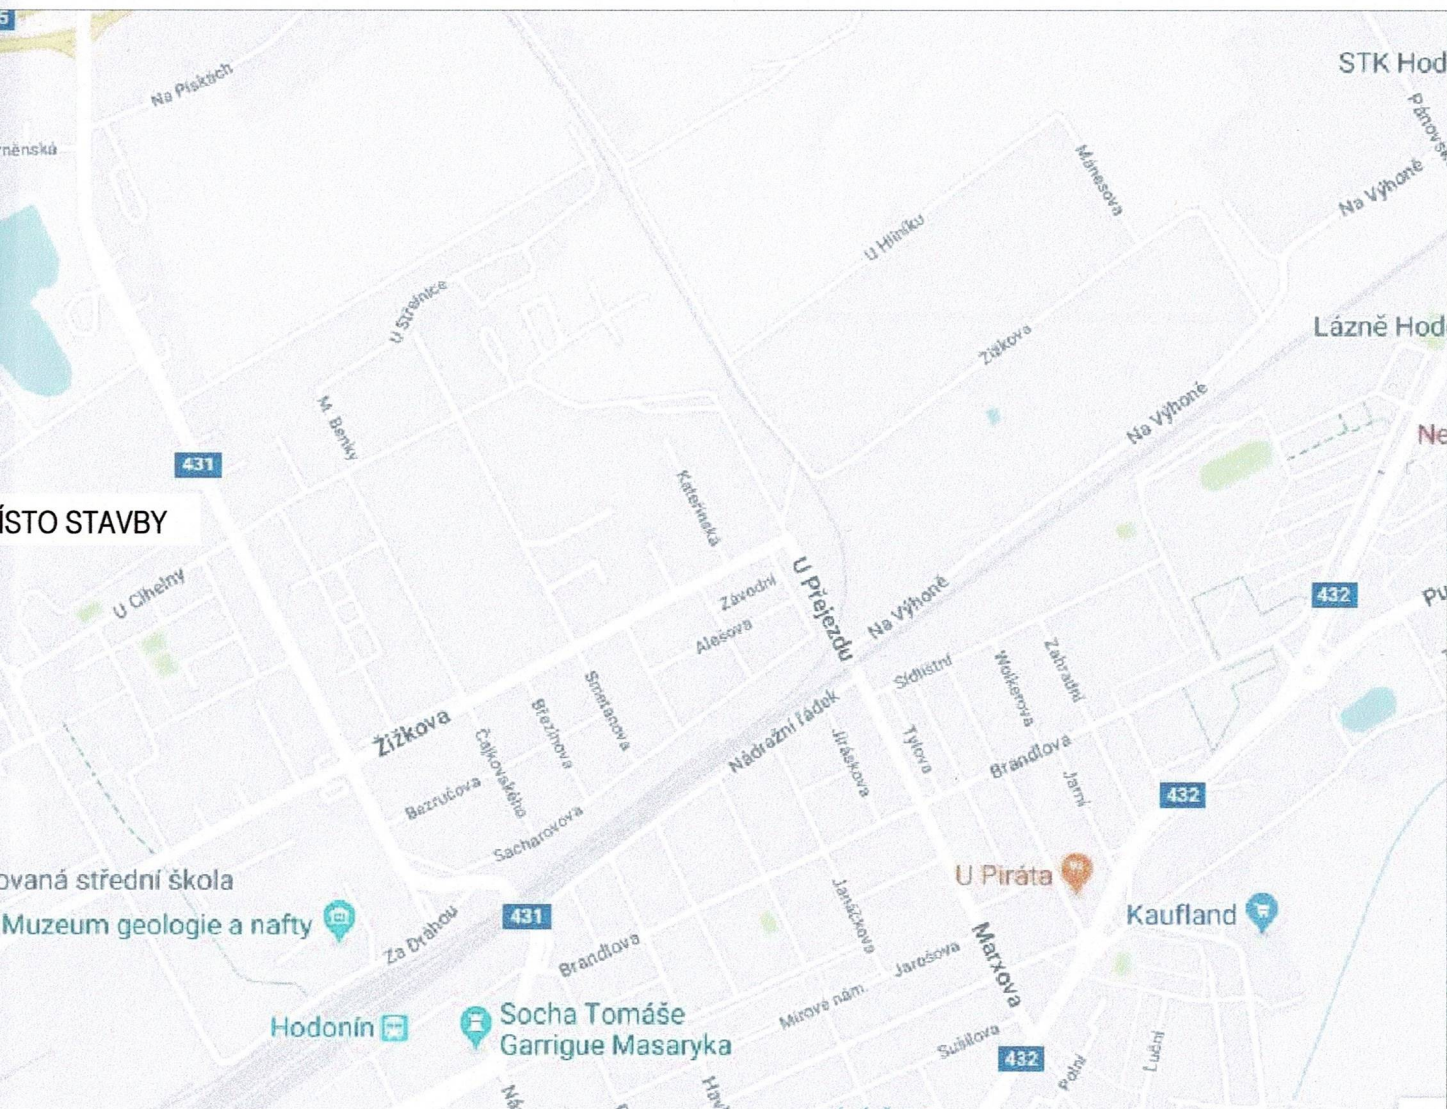 5
STK Hod
Na Pískách
Pánovsk
něnská
Mánesova
Na Výhoně
U Hliníku
U Střelnice
Lázně Hod
Žižkova
M. Benky
Na Výhoně
Ne
431
Kateřinská
ÍSTO STAVBY
U Cihelny
Závodní
U Přejezdu
Na Výhoně
432
Pu
Alešova
Sídlištní
Wolkerova
Zahradní
Smetanova
Březinova
Žižkova
Čajkovského
Nádražní řádek
Jiráskova
Tylova
Brandlova
Jarní
Bezručova
432
Sacharovova
ovaná střední škola
U Piráta
Muzeum geologie a nafty
431
Janáčkova
Kaufland
Za Dráhou
Brandlova
Jarošova
Marxova
Mírové nám.
Hodonín
Socha Tomáše
Garrigue Masaryka
Sušilova
432
Polní
Luční
Ná
Hav